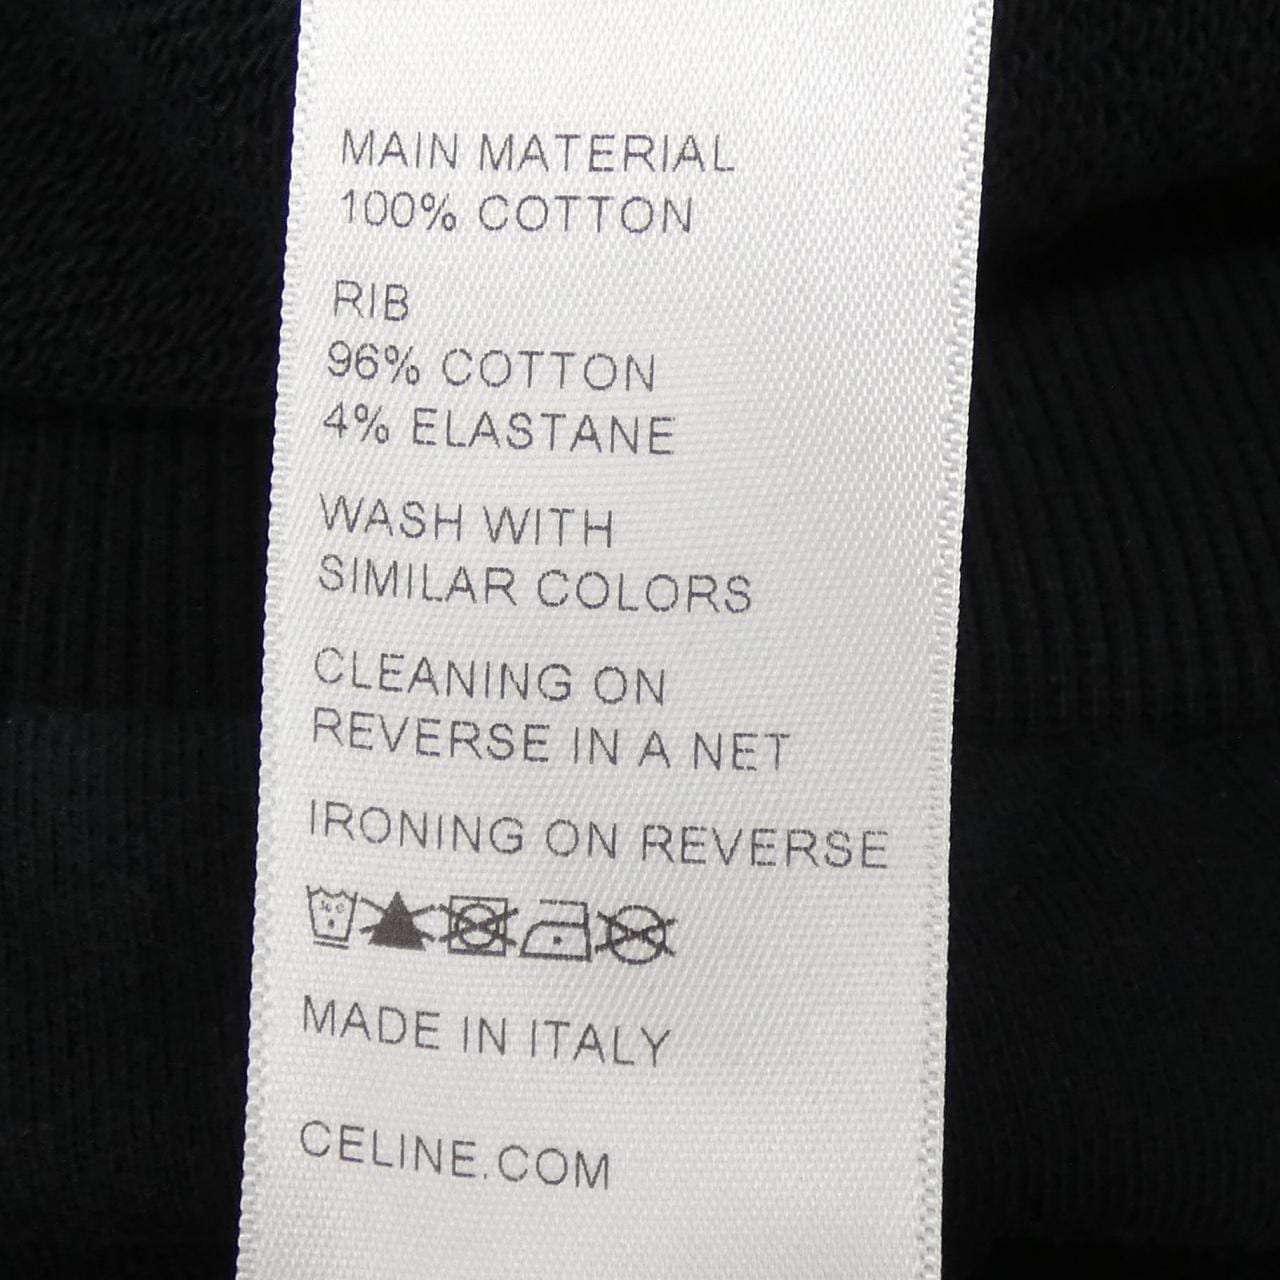 MAIN MATERIAL
100% COTTON
RIB
96% COTTON
4% ELASTANE
WASH WITH
SIMILAR COLORS
CLEANING ON
REVERSE IN A NET
IRONING ON REVERSE
MADE IN ITALY
CELINE.COM